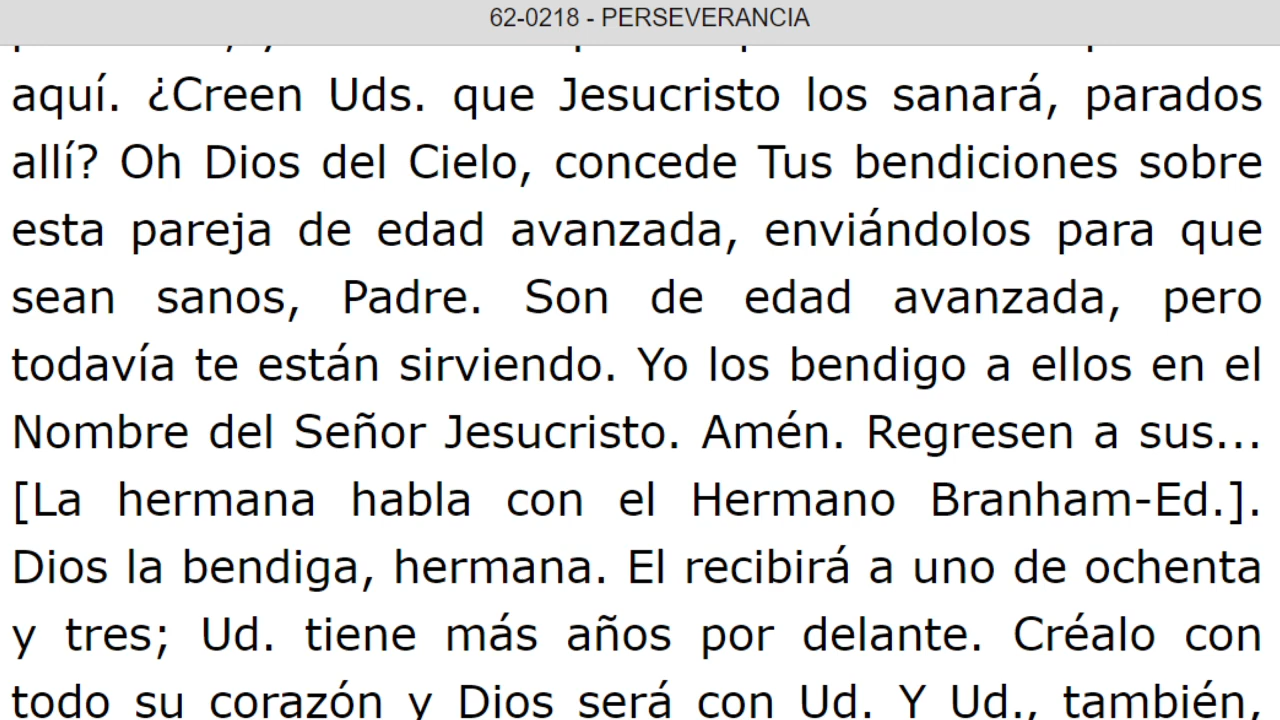 62-0218 - PERSEVERANCIA
aquí. ¿Creen Uds. que Jesucristo los sanará, parados
allí? Oh Dios del Cielo, concede Tus bendiciones sobre
esta pareja de edad avanzada, enviándolos para que
sean sanos, Padre. Son de edad avanzada, pero
todavía te están sirviendo. Yo los bendigo a ellos en el
Nombre del Señor Jesucristo. Amén. Regresen a sus...
[La hermana habla con el Hermano Branham-Ed.].
Dios la bendiga, hermana. El recibirá a uno de ochenta
y tres; Ud. tiene más años por delante. Créalo con
todo su corazón y Dios será con Ud. Y Ud., también,